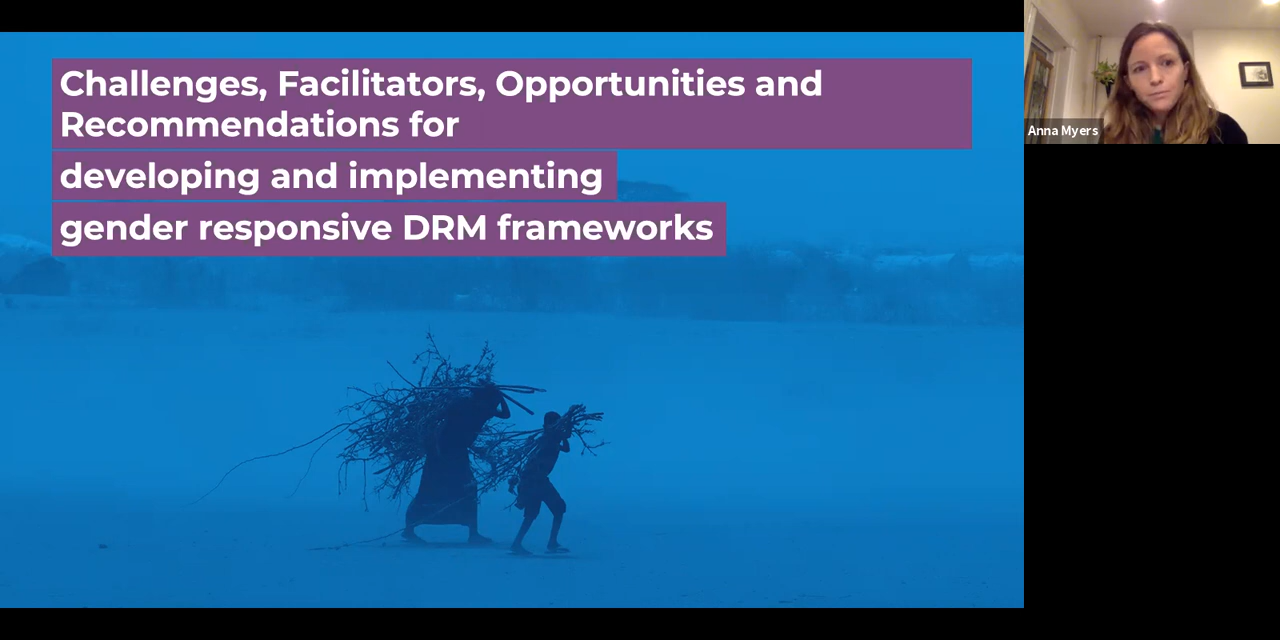 Challenges, Facilitators, Opportunities and
Recommendations for
developing and implementing
gender responsive DRM frameworks
Anna Myers